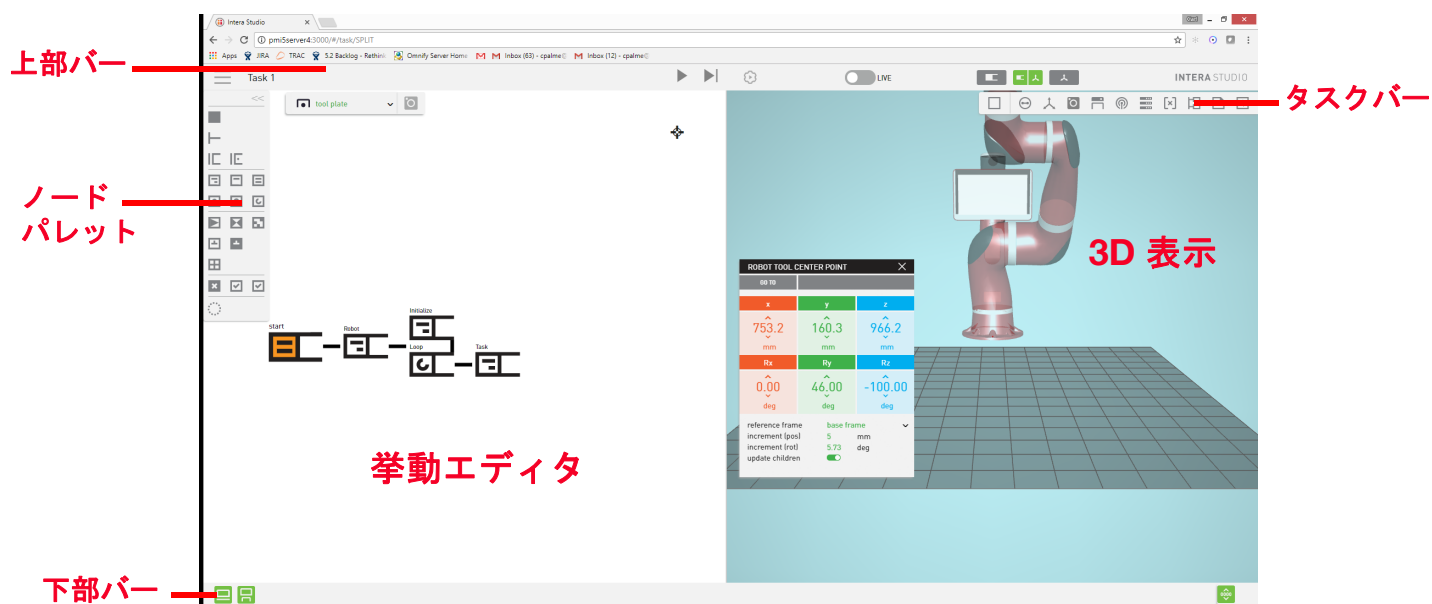 Intera Studio
pmi5server4:3000/#/task/SPLIT
Apps JIRA TRAC 5.2 Backlog - Rethin Omnify Server Home Inbox (63) - cpalme Inbox (12) - cpalme
上部バー
Task 1
LIVE
INTERA STUDIO
<<
tool plate
タスクバー
ノード
パレット
3D 表示
ROBOT TOOL CENTER POINT
GO TO
x y z
753.2 160.3 966.2
mm mm mm
Rx Ry Rz
0.00 46.00 -100.00
deg deg deg
reference frame base frame
increment (pos) 5 mm
increment (rot) 5.73 deg
update children
start
Robot
Initialize
Loop
Task
挙動エディタ
下部バー